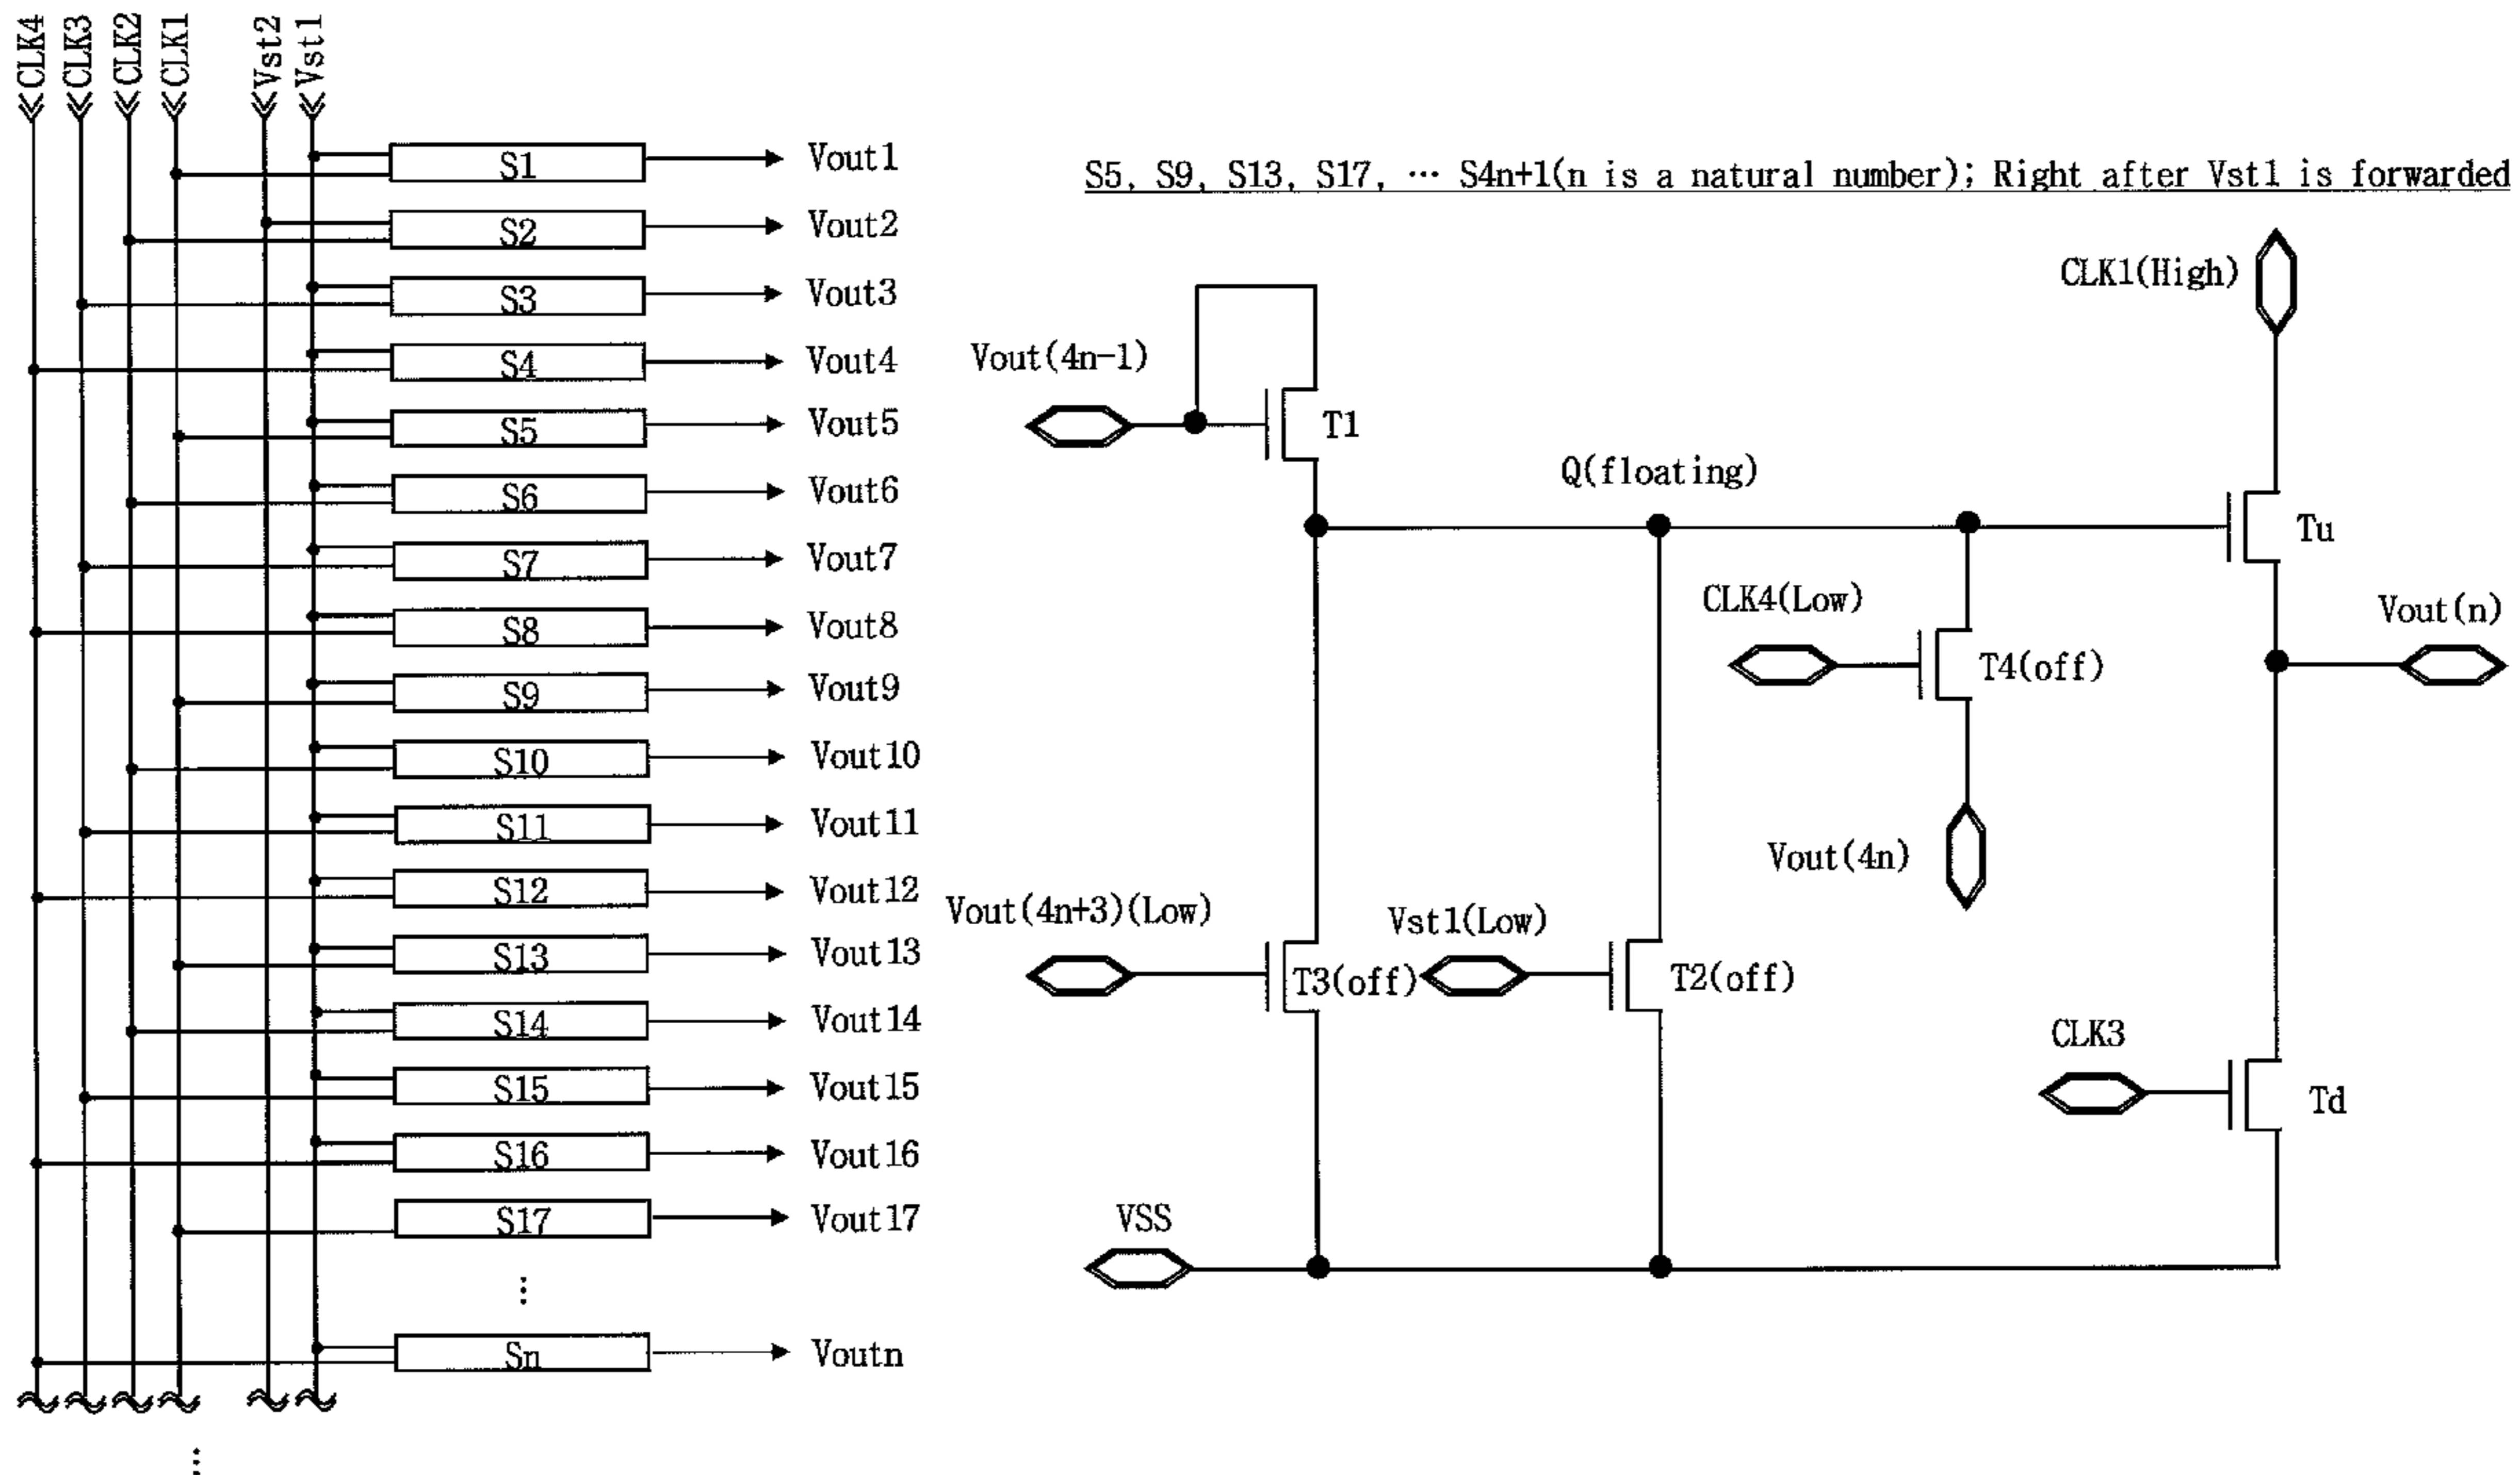 CLK4
CLK3
CLK2
CLK1
Vst2
Vst1
S1 Vout1
S2 Vout2
S3 Vout3
S4 Vout4
S5 Vout5
S6 Vout6
S7 Vout7
S8 Vout8
S9 Vout9
S10 Vout10
S11 Vout11
S12 Vout12
S13 Vout13
S14 Vout14
S15 Vout15
S16 Vout16
S17 Vout17
⋮
Sn Voutn
⋮
S5, S9, S13, S17, ··· S4n+1(n is a natural number); Right after Vst1 is forwarded
CLK1(High)
Vout(4n-1)
T1
Q(floating)
Tu
CLK4(Low)
Vout(n)
T4(off)
Vout(4n)
Vout(4n+3)(Low)
Vst1(Low)
T3(off)
T2(off)
CLK3
Td
VSS